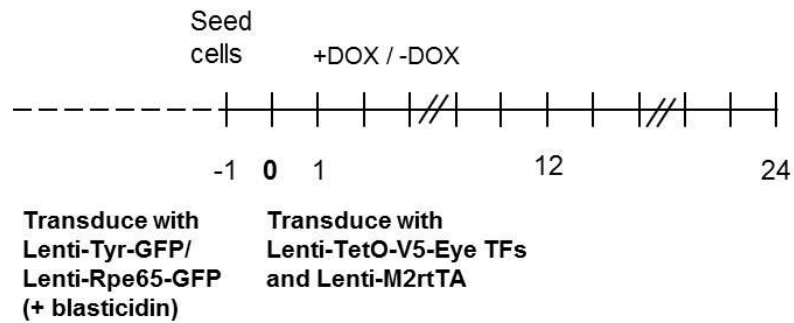 Seed
cells
+DOX / -DOX
-1 0 1 12 24
Transduce with
Lenti-Tyr-GFP/
Lenti-Rpe65-GFP
(+ blasticidin)
Transduce with
Lenti-TetO-V5-Eye TFs
and Lenti-M2rtTA